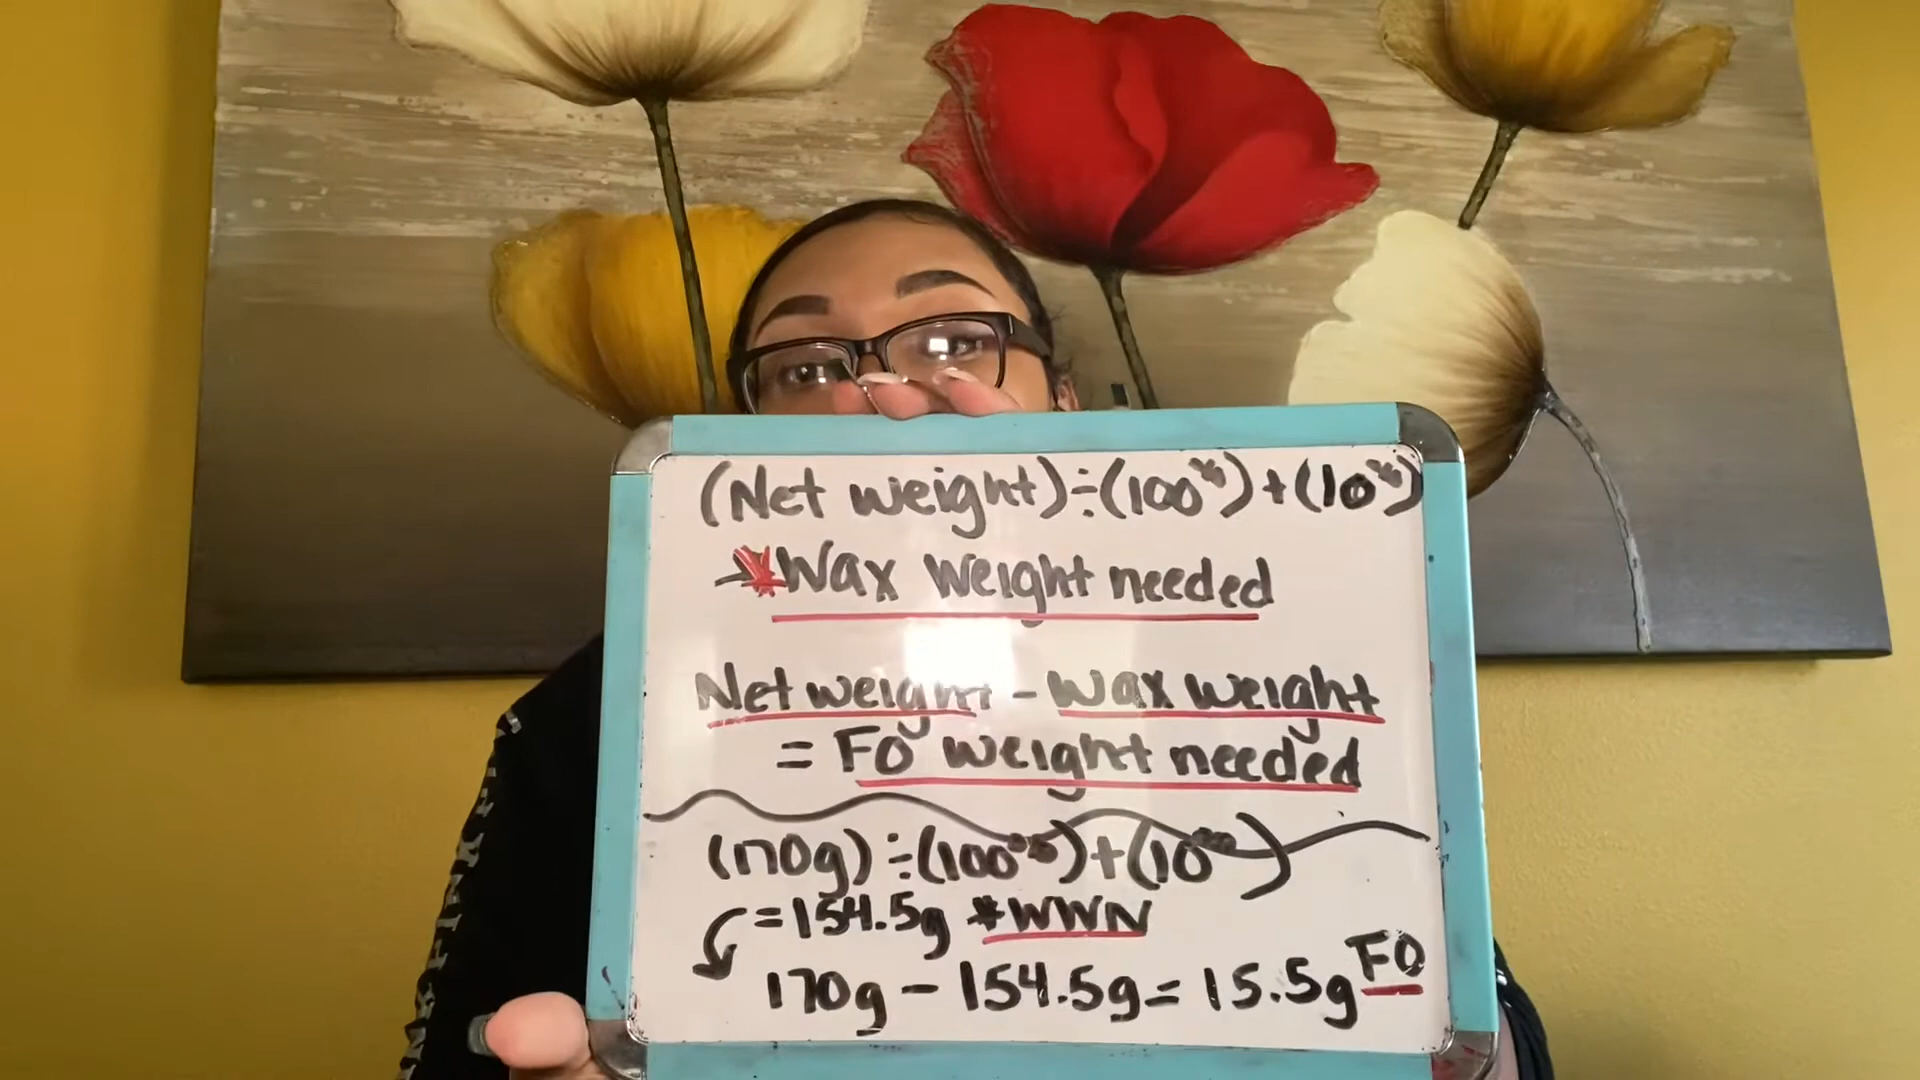 (Net weight)÷(100%)+(10%)
*Wax weight needed
Net weight - Wax weight
= FO weight needed
(170g)÷(100%)+(10%)
=154.5g *WWN
170g - 154.5g = 15.5g FO